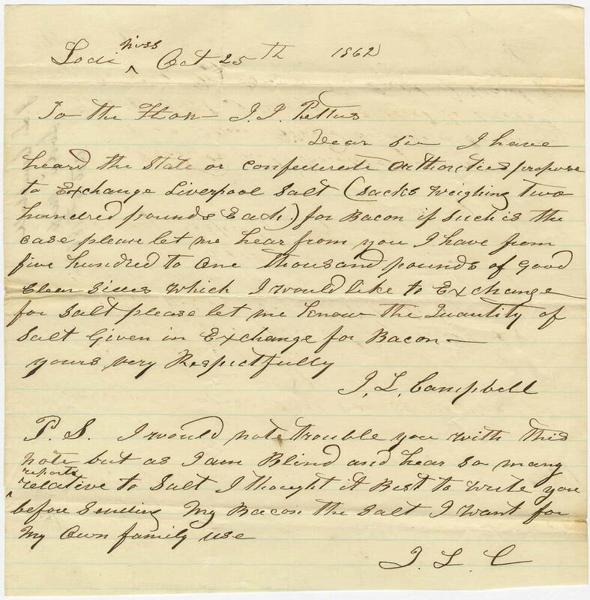 Lodi Miss Oct 25th 1862
To the Hon J. J. Pettus
Dear Sir I have
heard the State or confederate Authorities propose
to Exchange Liverpool Salt (Sacks Weighing two
hundred pounds Each) for Bacon if Such is the
case please let me hear from you I have from
five hundred to One thousand pounds of Good
Clear Sides which I would like to Exchange
for Salt please let me know the Quantity of
Salt Given in Exchange for Bacon—
yours very Respectfully
J. L. Campbell
P. S. I would not trouble you with this
note but as I am Blind and hear so many
reports relative to Salt I thought it Best to write you
before Sending My Bacon the Salt I want for
My Own family use
J. L. C